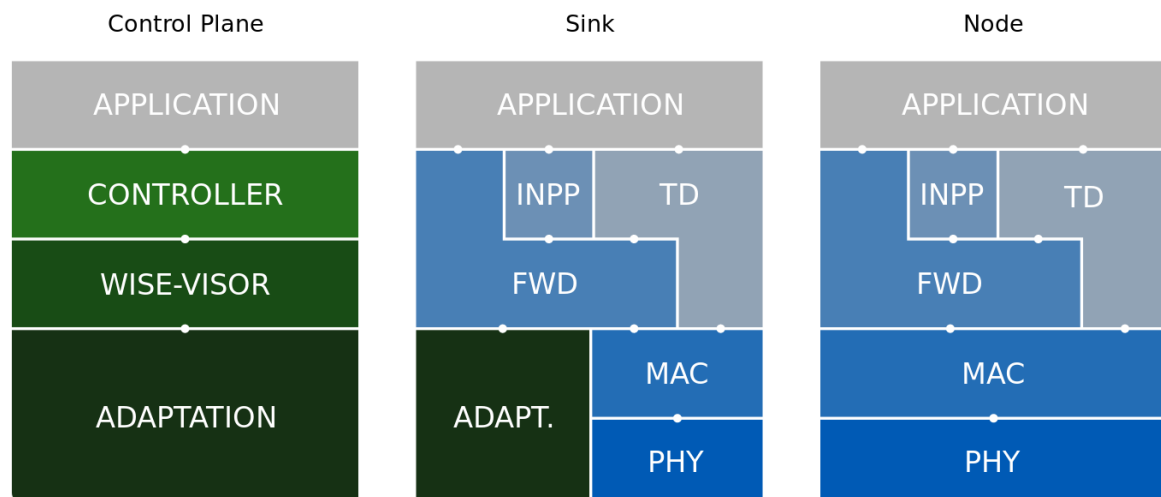 Control Plane
Sink
Node
APPLICATION
APPLICATION
APPLICATION
CONTROLLER
INPP
TD
INPP
TD
WISE-VISOR
FWD
FWD
ADAPTATION
ADAPT.
MAC
MAC
PHY
PHY